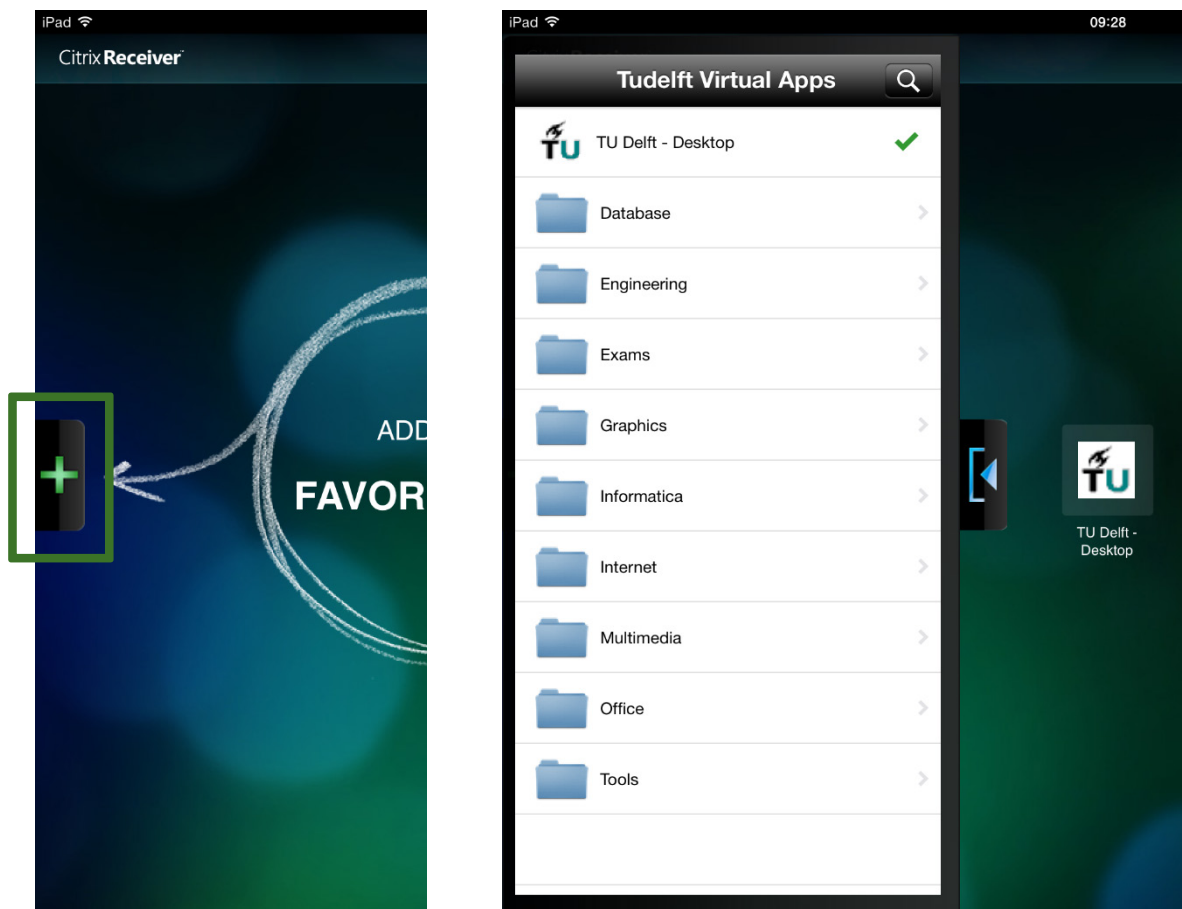 iPad
Citrix Receiver
ADD
FAVOR
iPad
09:28
Tudelft Virtual Apps
TU TU Delft - Desktop
Database
Engineering
Exams
Graphics
Informatica
Internet
Multimedia
Office
Tools
TU
TU Delft -
Desktop